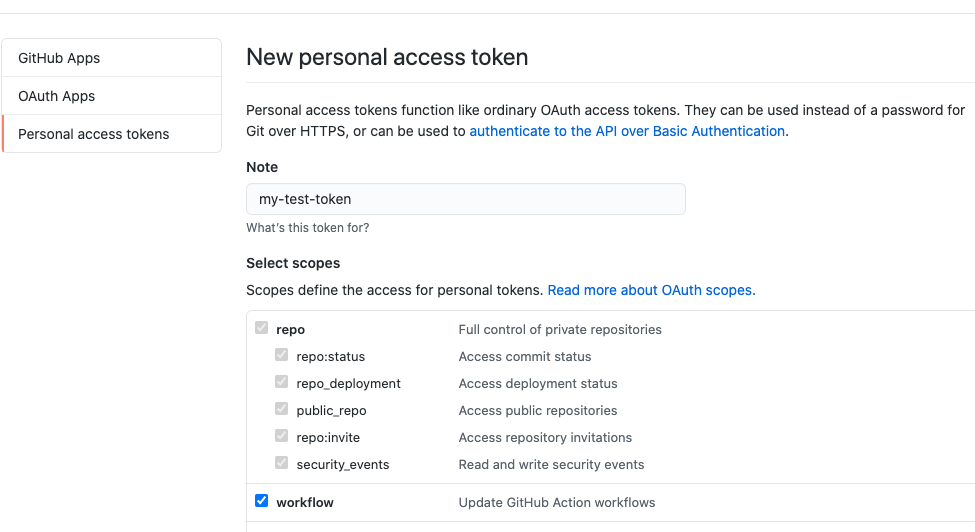 GitHub Apps
OAuth Apps
Personal access tokens
New personal access token
Personal access tokens function like ordinary OAuth access tokens. They can be used instead of a password for
Git over HTTPS, or can be used to authenticate to the API over Basic Authentication.
Note
my-test-token
What's this token for?
Select scopes
Scopes define the access for personal tokens. Read more about OAuth scopes.
repo Full control of private repositories
repo:status Access commit status
repo_deployment Access deployment status
public_repo Access public repositories
repo:invite Access repository invitations
security_events Read and write security events
workflow Update GitHub Action workflows